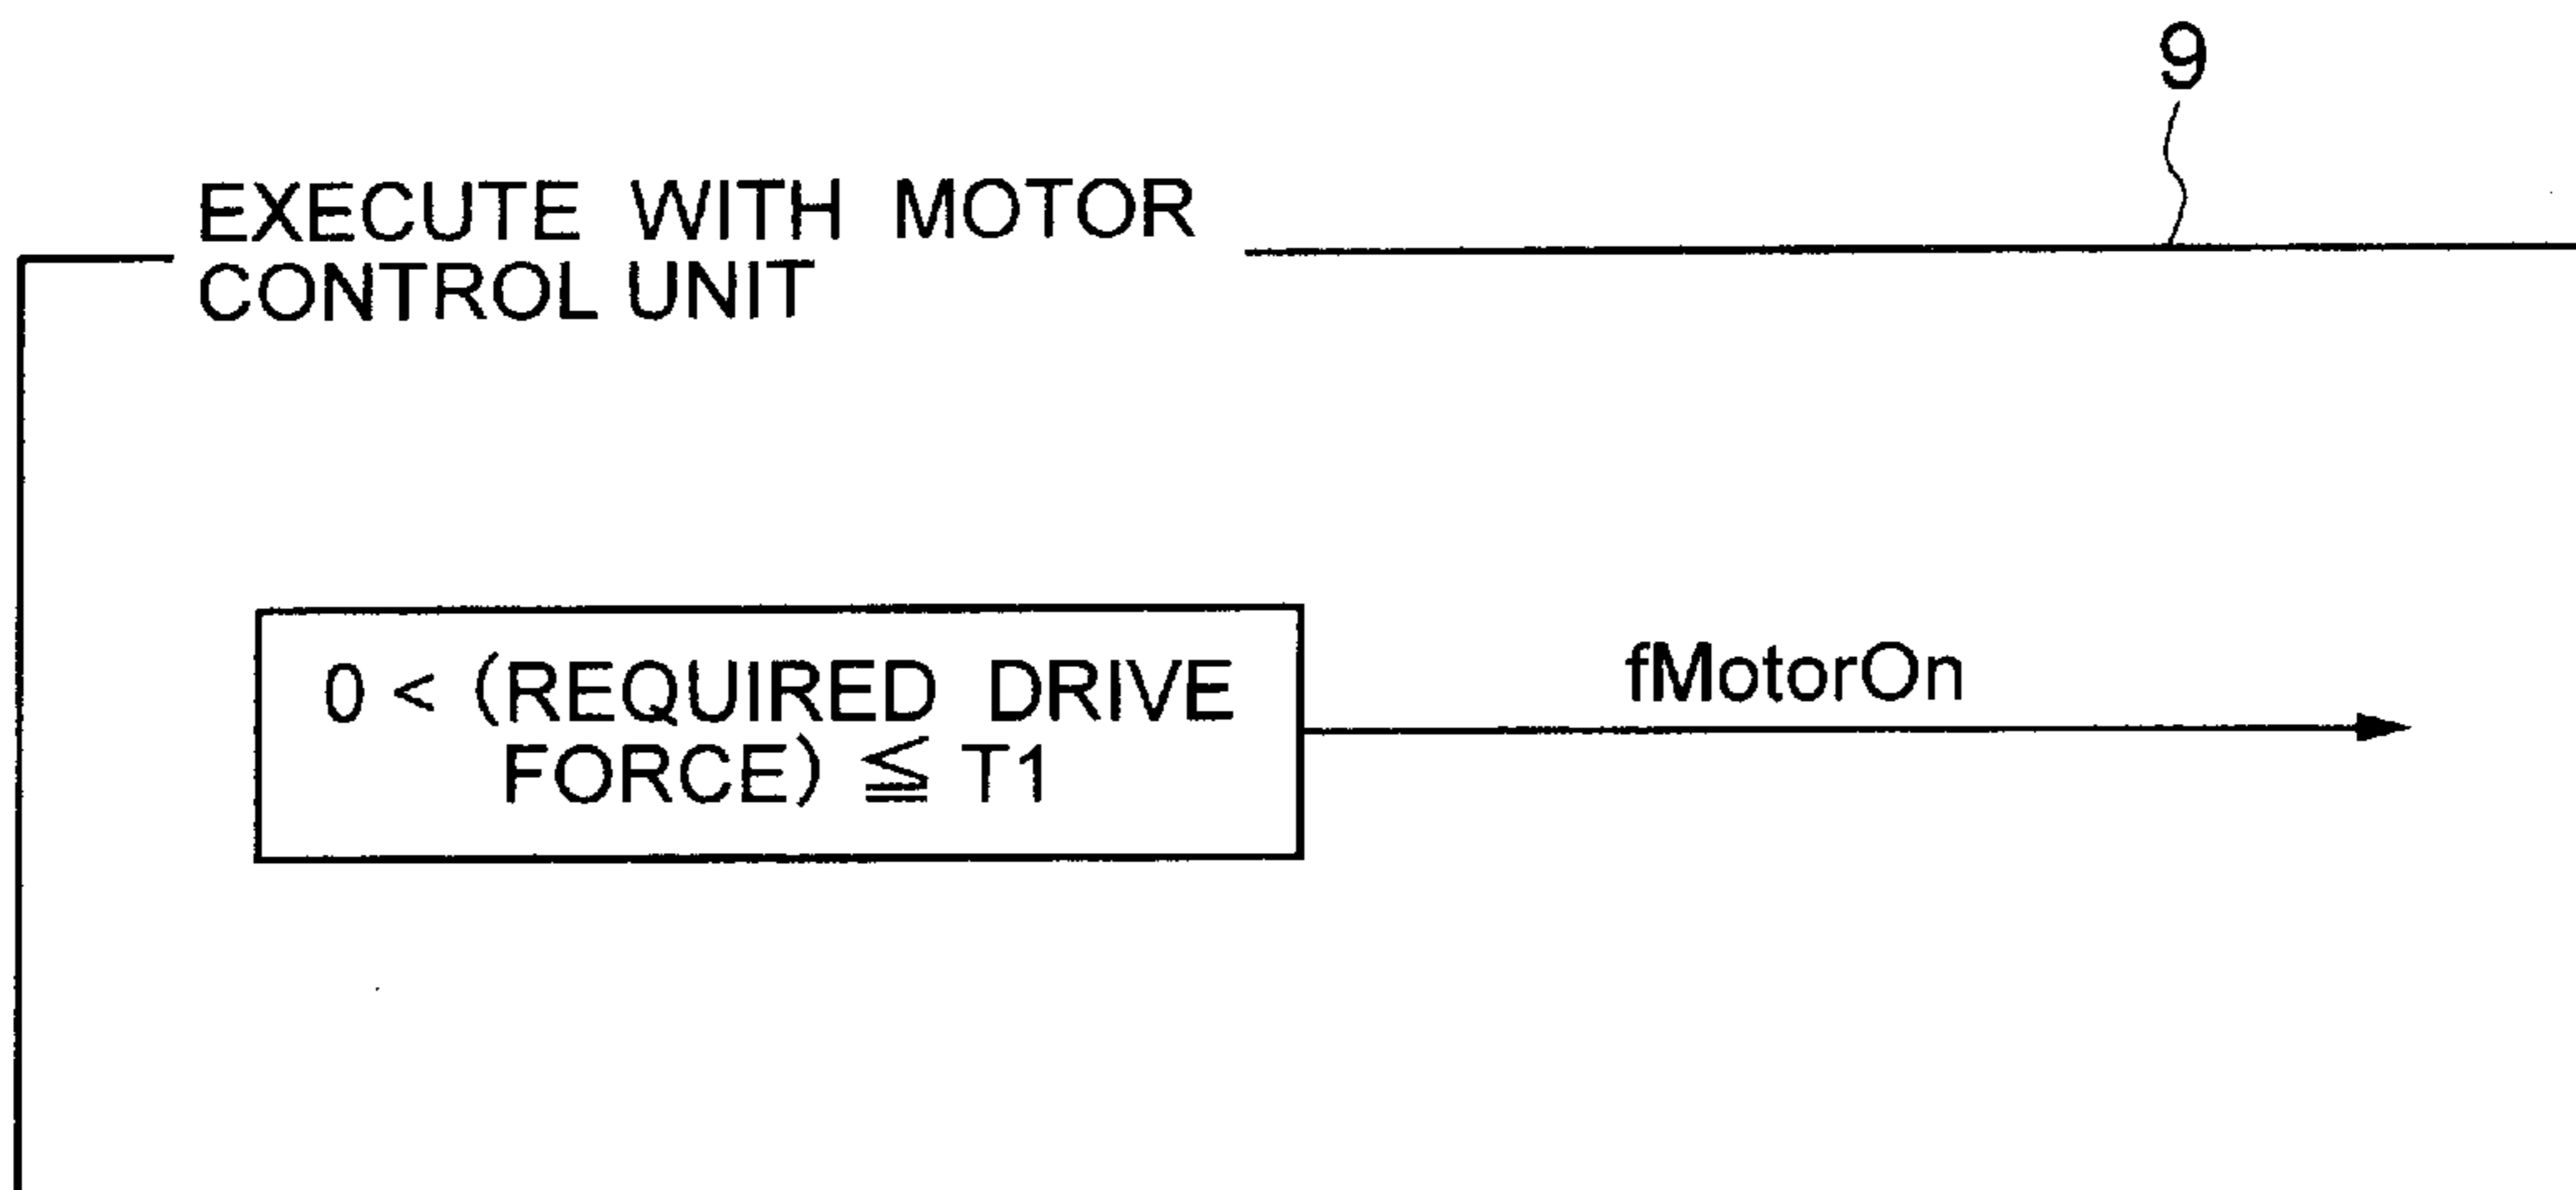 9
EXECUTE WITH MOTOR
CONTROL UNIT
0 < (REQUIRED DRIVE
FORCE) ≦ T1
fMotorOn